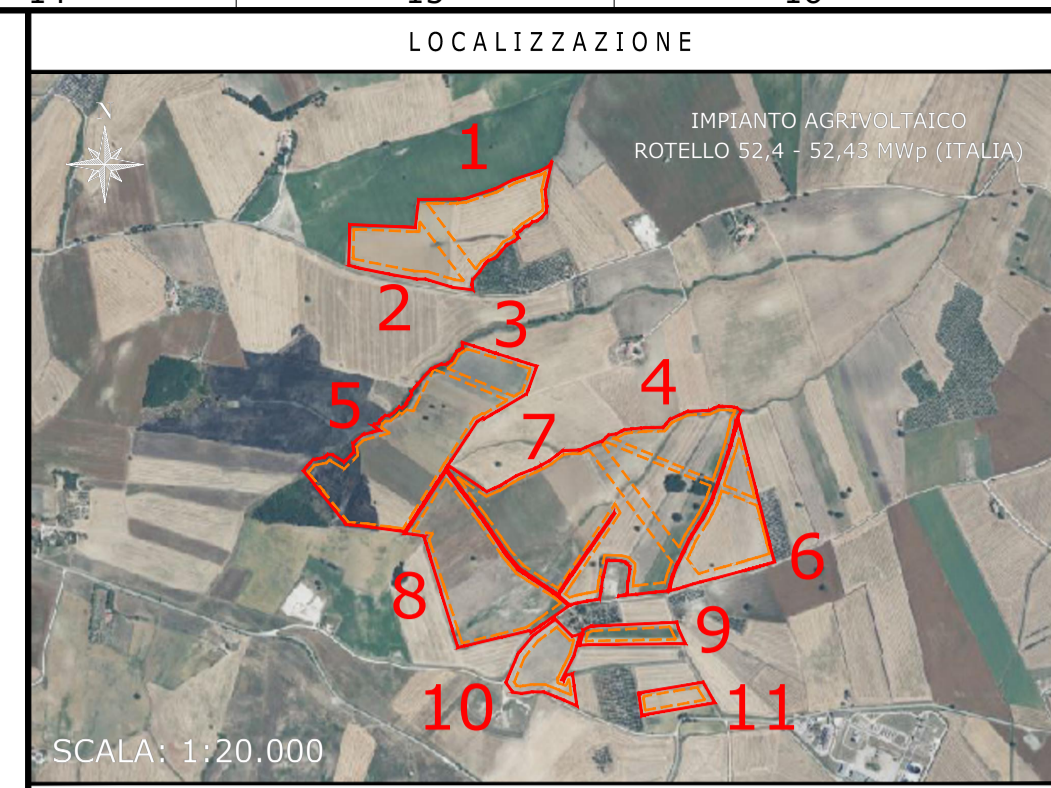 LOCALIZZAZIONE
N
IMPIANTO AGRIVOLTAICO
ROTELLO 52,4 - 52,43 MWp (ITALIA)
1
2
3
4
5
7
6
8
9
10
11
SCALA: 1:20.000